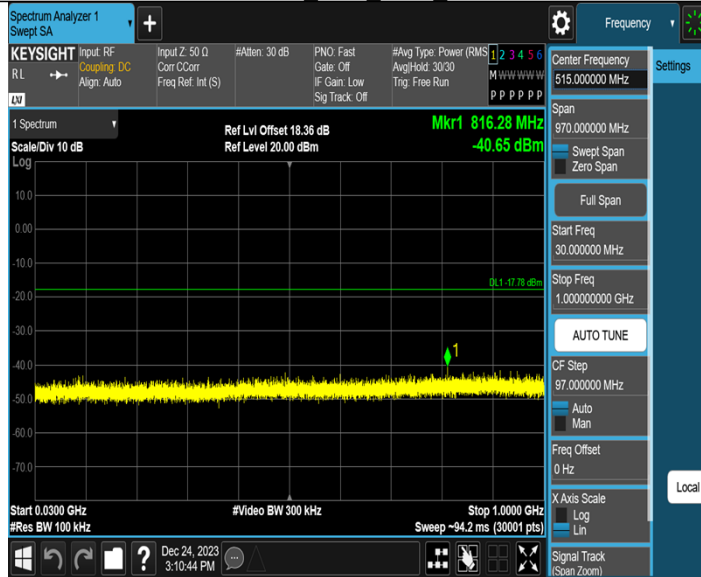 Spectrum Analyzer 1
Swept SA
+
Frequency
KEYSIGHT
RL
LXI
Input: RF
Coupling: DC
Align: Auto
Input Z: 50 Ω
Corr CCorr
Freq Ref: Int (S)
#Atten: 30 dB
PNO: Fast
Gate: Off
IF Gain: Low
Sig Track: Off
#Avg Type: Power (RMS
Avg|Hold: 30/30
Trig: Free Run
1 2 3 4 5 6
M W W W W W
P P P P P P
Center Frequency
515.000000 MHz
Settings
Span
970.000000 MHz
Swept Span
Zero Span
Full Span
Start Freq
30.000000 MHz
Stop Freq
1.000000000 GHz
AUTO TUNE
CF Step
97.000000 MHz
Auto
Man
Freq Offset
0 Hz
X Axis Scale
Log
Lin
Signal Track
(Span Zoom)
Local
1 Spectrum
Scale/Div 10 dB
Ref Lvl Offset 18.36 dB
Ref Level 20.00 dBm
Mkr1 816.28 MHz
-40.65 dBm
Log
10.0
0.00
-10.0
DL1 -17.78 dBm
-20.0
-30.0
1
-40.0
-50.0
-60.0
-70.0
Start 0.0300 GHz
#Video BW 300 kHz
Stop 1.0000 GHz
#Res BW 100 kHz
Sweep ~94.2 ms (30001 pts)
?
Dec 24, 2023
3:10:44 PM